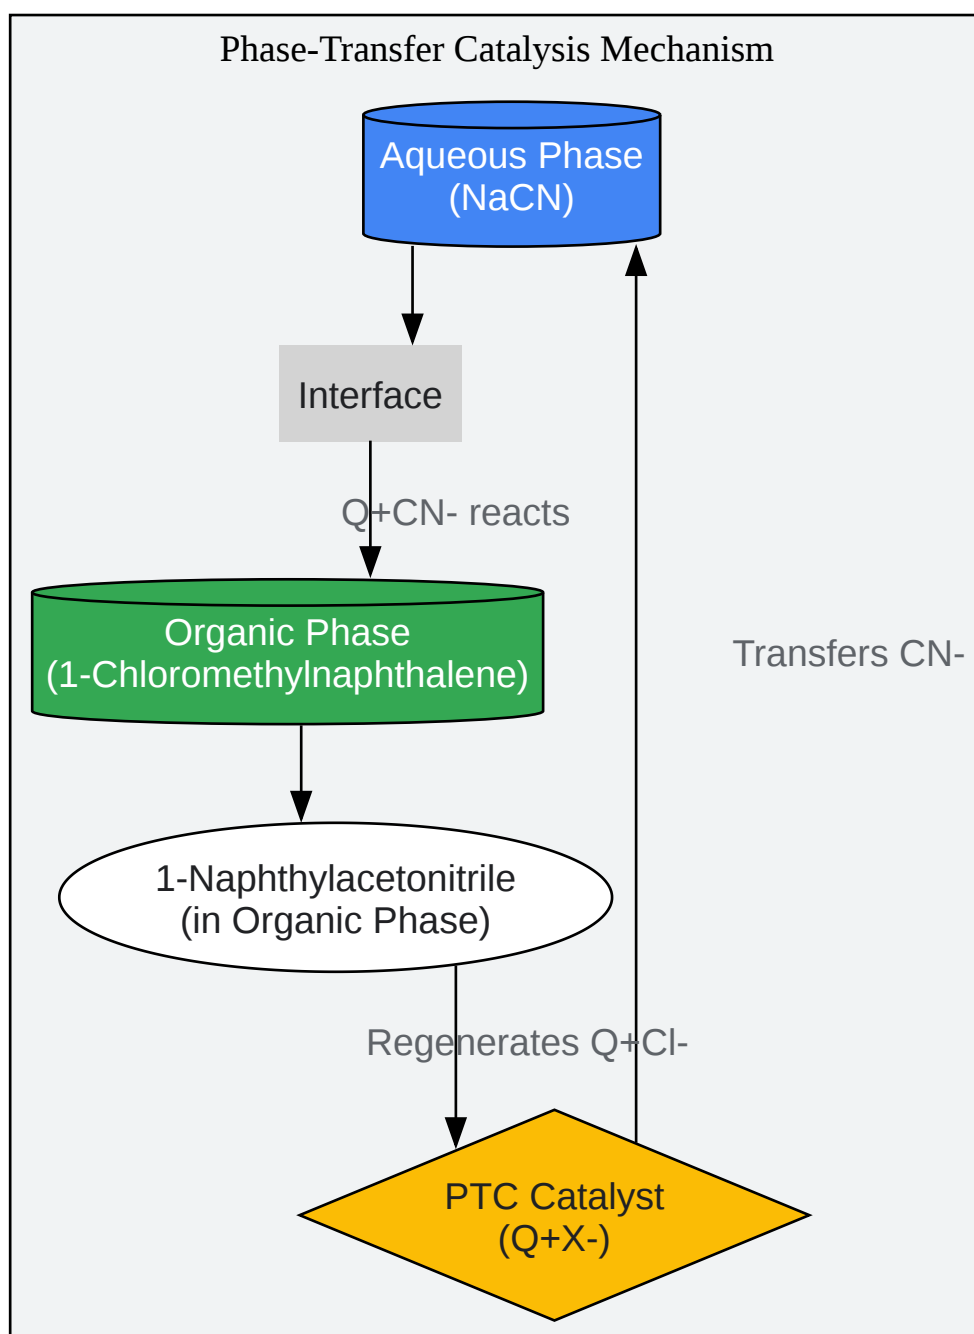 Phase-Transfer Catalysis Mechanism
Aqueous Phase
(NaCN)
Interface
Q+CN- reacts
Organic Phase
(1-Chloromethylnaphthalene)
Transfers CN-
1-Naphthylacetonitrile
(in Organic Phase)
Regenerates Q+Cl-
PTC Catalyst
(Q+X-)